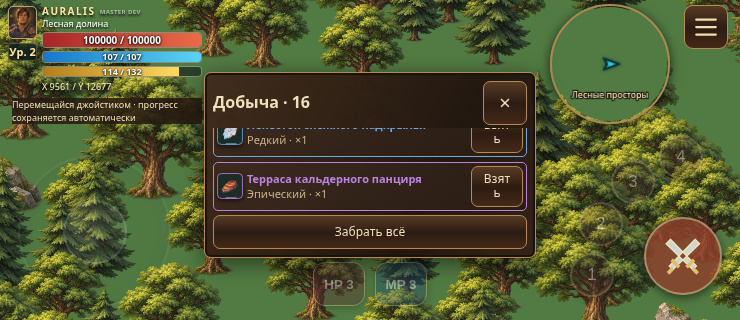 AURALIS MASTER DEV
Лесная долина
100000 / 100000
Ур. 2
107 / 107
114 / 132
X 9561 / Y 12677
Перемещайся джойстиком · прогресс
сохраняется автоматически
Добыча · 16
×
Редкий · ×1
Взят
ь
Терраса кальдерного панциря
Эпический · ×1
Взят
ь
Забрать всё
HP 3
MP 3
Лесные просторы
4
3
2
1